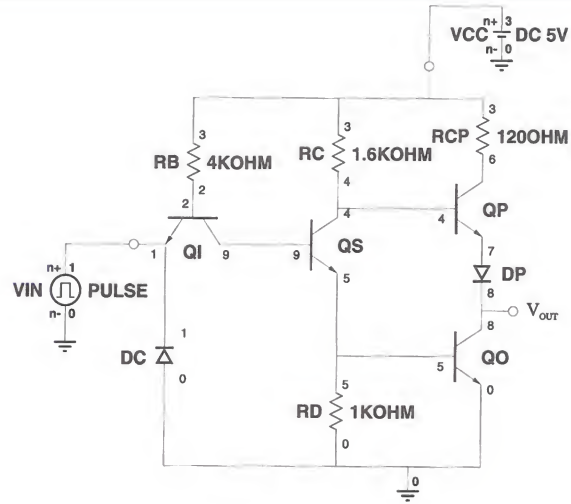 n+ 3
VCC DC 5V
n- 0
3 3 3
RB 4KOHM RC 1.6KOHM RCP 120OHM
2 4 6
2 4 4 QP
1 QI 9 9 QS 7
n+ 1
VIN PULSE
n- 0
5 DP
8
VOUT
1 8
DC 5 QO
0 5 0
RD 1KOHM
0
0